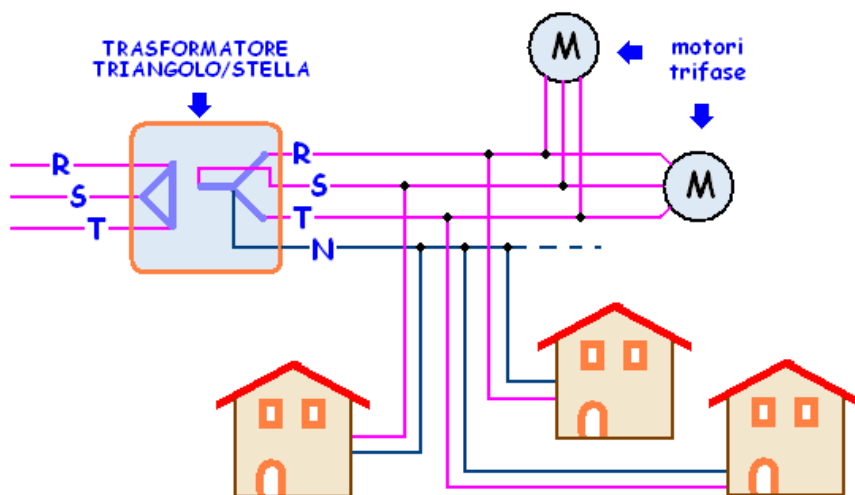 TRASFORMATORE
TRIANGOLO/STELLA
M
motori
trifase
R
S
T
R
S
T
N
M